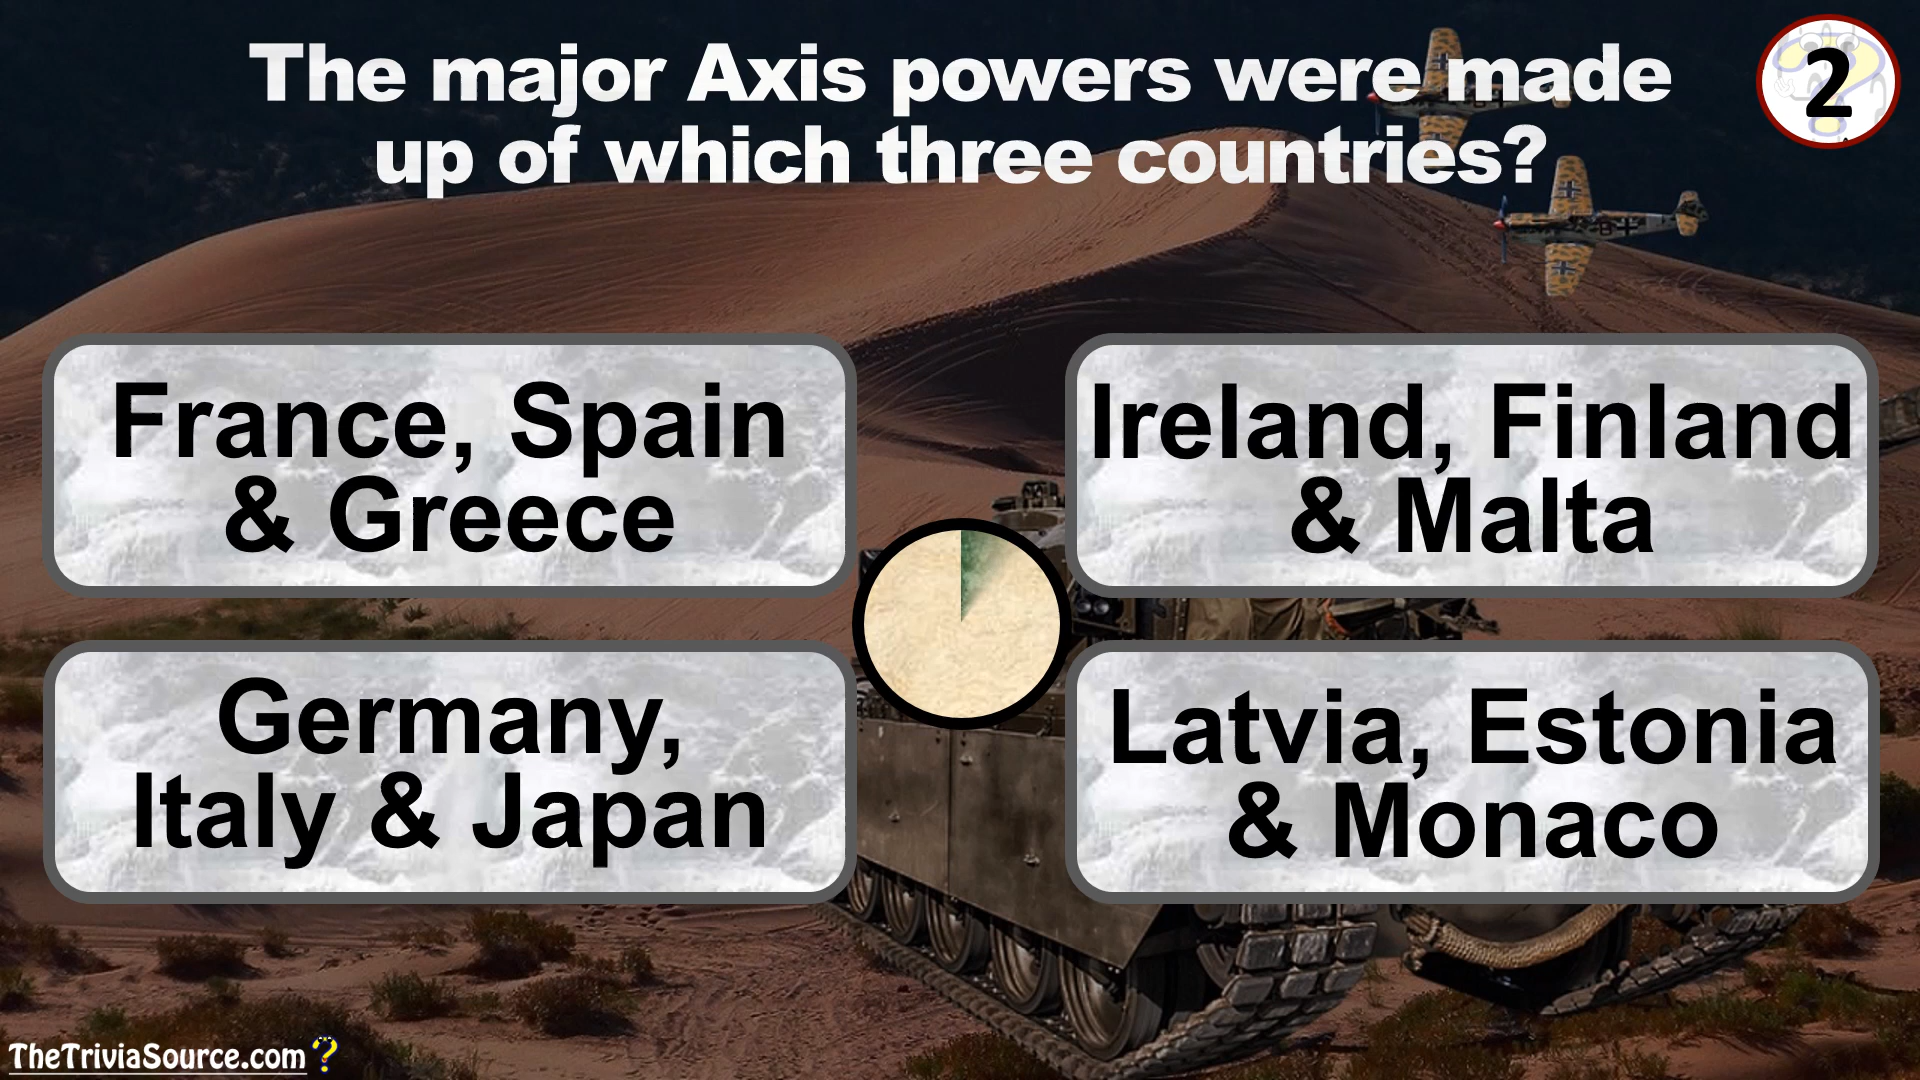 The major Axis powers were made
up of which three countries?
2
France, Spain
& Greece
Ireland, Finland
& Malta
Germany,
Italy & Japan
Latvia, Estonia
& Monaco
TheTriviaSource.com?